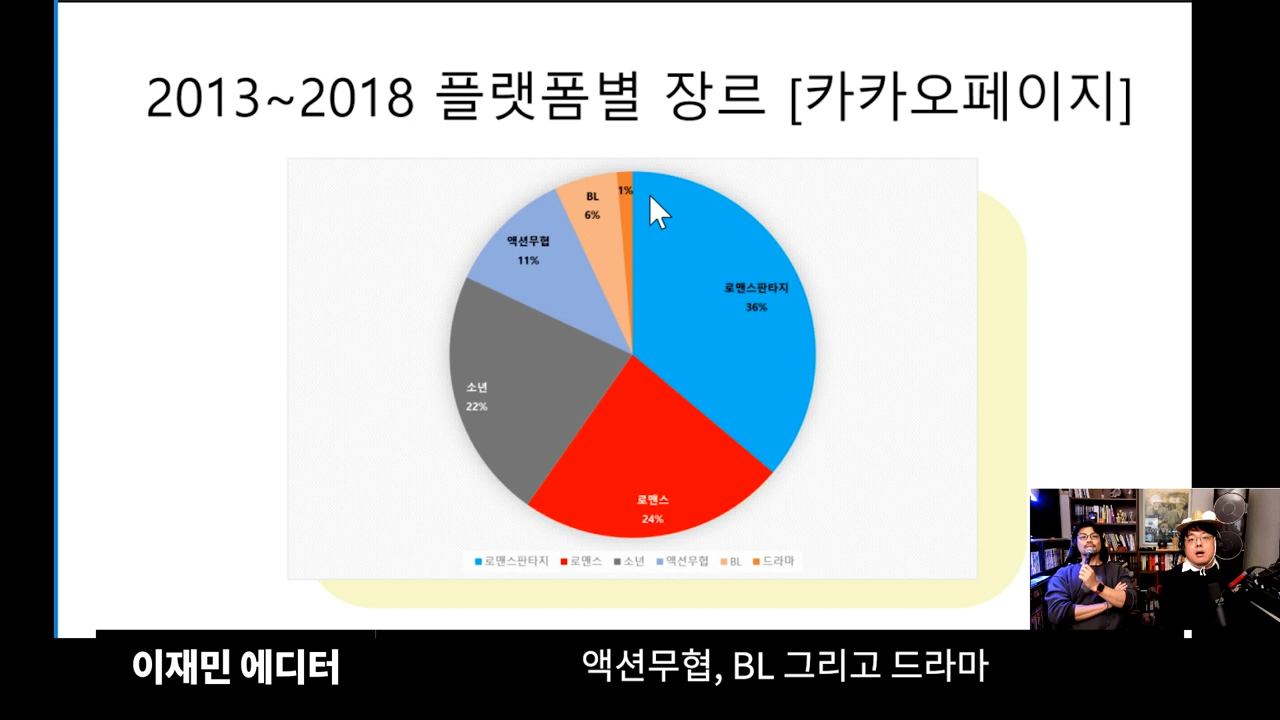 2013~2018 플랫폼별 장르 [카카오페이지]
1%
BL
6%
액션무협
11%
로맨스판타지
36%
소년
22%
로맨스
24%
로맨스판타지 로맨스 소년 액션무협 BL 드라마
이재민 에디터
액션무협, BL 그리고 드라마